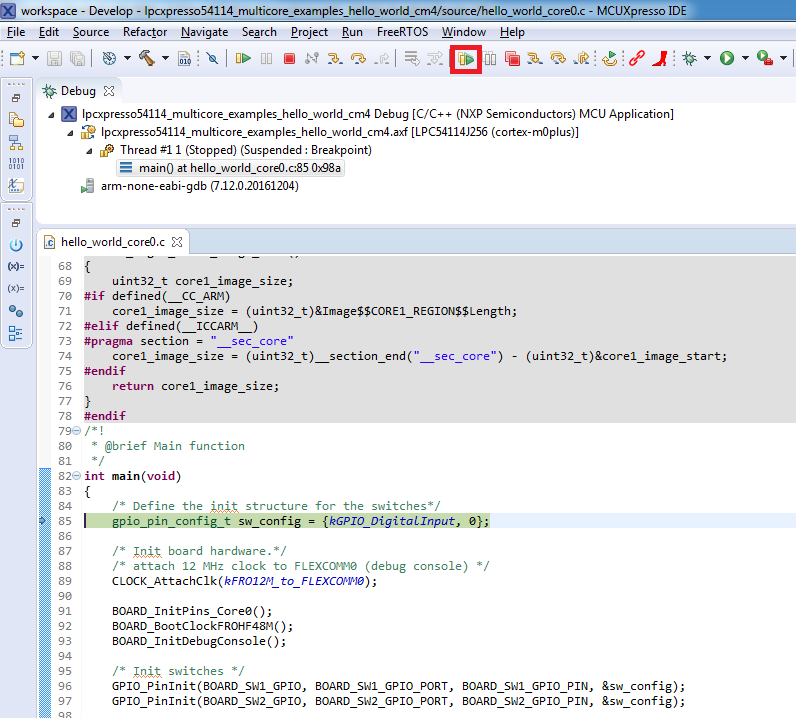 workspace - Develop - lpcxpresso54114_multicore_examples_hello_world_cm4/source/hello_world_core0.c - MCUXpresso IDE
File Edit Source Refactor Navigate Search Project Run FreeRTOS Window Help
010
Debug
lpcxpresso54114_multicore_examples_hello_world_cm4 Debug [C/C++ (NXP Semiconductors) MCU Application]
lpcxpresso54114_multicore_examples_hello_world_cm4.axf [LPC54114J256 (cortex-m0plus)]
Thread #1 1 (Stopped) (Suspended : Breakpoint)
main() at hello_world_core0.c:85 0x98a
arm-none-eabi-gdb (7.12.0.20161204)
1010
0101
(x)=
(x)=
hello_world_core0.c
68 {
69     uint32_t core1_image_size;
70 #if defined(__CC_ARM)
71     core1_image_size = (uint32_t)&Image$$CORE1_REGION$$Length;
72 #elif defined(__ICCARM__)
73 #pragma section = "__sec_core"
74     core1_image_size = (uint32_t)__section_end("__sec_core") - (uint32_t)&core1_image_start;
75 #endif
76     return core1_image_size;
77 }
78 #endif
79 /*!
80  * @brief Main function
81  */
82 int main(void)
83 {
84     /* Define the init structure for the switches*/
85     gpio_pin_config_t sw_config = {kGPIO_DigitalInput, 0};
86
87     /* Init board hardware.*/
88     /* attach 12 MHz clock to FLEXCOMM0 (debug console) */
89     CLOCK_AttachClk(kFRO12M_to_FLEXCOMM0);
90
91     BOARD_InitPins_Core0();
92     BOARD_BootClockFROHF48M();
93     BOARD_InitDebugConsole();
94
95     /* Init switches */
96     GPIO_PinInit(BOARD_SW1_GPIO, BOARD_SW1_GPIO_PORT, BOARD_SW1_GPIO_PIN, &sw_config);
97     GPIO_PinInit(BOARD_SW2_GPIO, BOARD_SW2_GPIO_PORT, BOARD_SW2_GPIO_PIN, &sw_config);
98